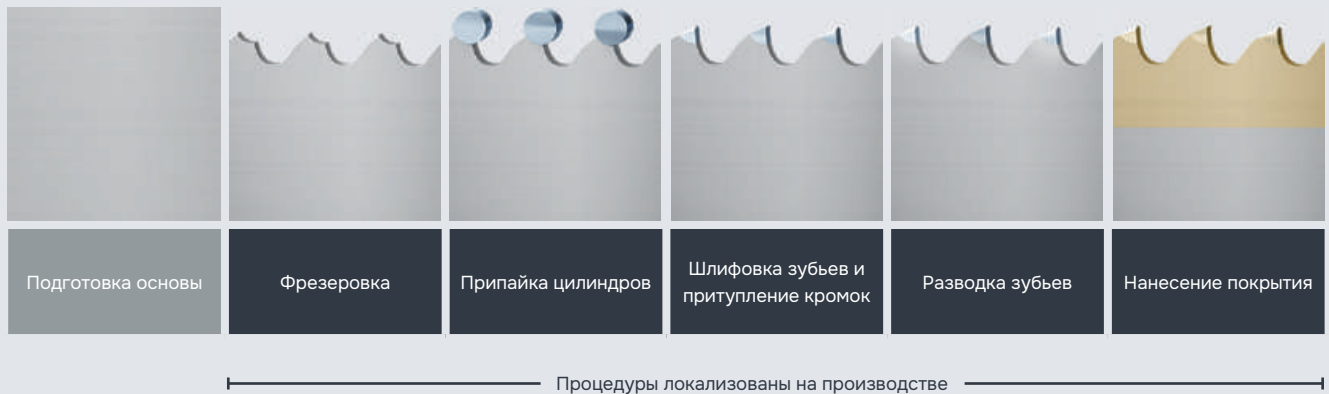 Подготовка основы
Фрезеровка
Припайка цилиндров
Шлифовка зубьев и
притупление кромок
Разводка зубьев
Нанесение покрытия
Процедуры локализованы на производстве